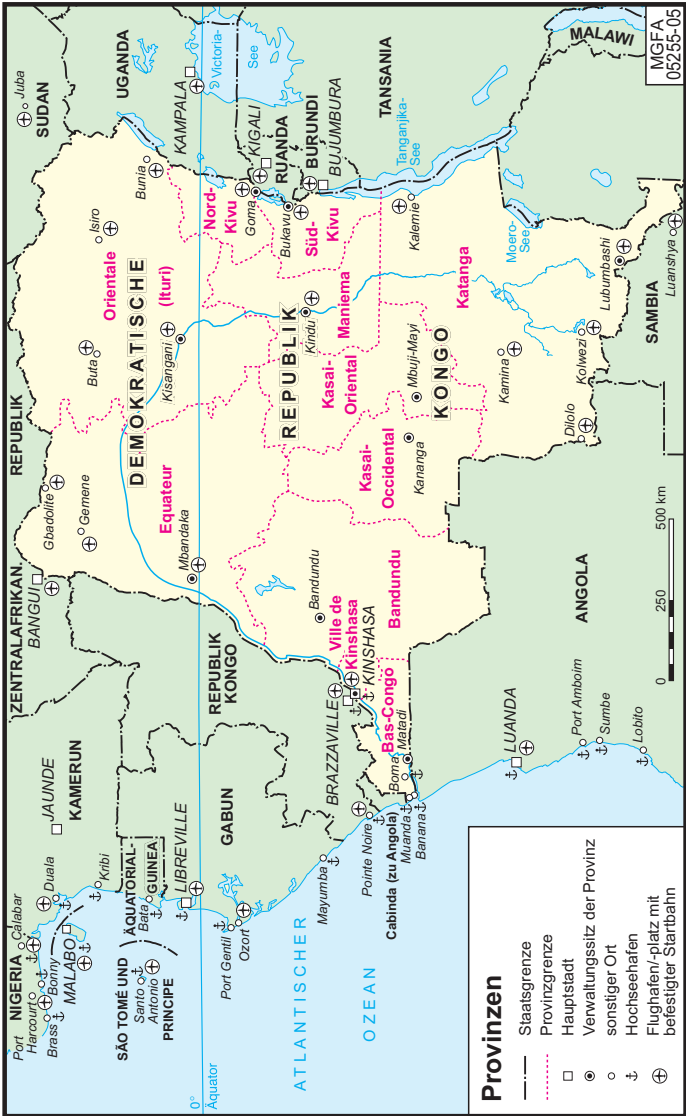 Port
Harcourt
NIGERIA
Calabar
Brass
Bonny
MALABO
Duala
Kribi
JAUNDE
KAMERUN
ZENTRALAFRIKAN.
REPUBLIK
BANGUI
SUDAN
Juba
UGANDA
KAMPALA
Victoria-
See
SÃO TOMÉ UND
PRINCIPE
Santo
Antonio
ÄQUATORIAL-
GUINEA
Bata
LIBREVILLE
GABUN
Port Gentil
Ozori
0°
Äquator
REPUBLIK
KONGO
Gbadolite
Gemene
Buta
Isiro
Bunia
Orientale
(Ituri)
DEMOKRATISCHE
REPUBLIK
KONGO
Kisangani
Equateur
Mbandaka
Nord-
Kivu
Goma
KIGALI
RUANDA
Bukavu
Süd-
Kivu
BURUNDI
BUJUMBURA
TANSANIA
Tanganjika-
See
Kindu
Maniema
Kasai-
Oriental
Mbuji-Mayi
Kasai-
Occidental
Kananga
Bandundu
Bandundu
Ville de
Kinshasa
KINSHASA
BRAZZAVILLE
Bas-Congo
Matadi
Boma
Muanda
Banana
Mayumba
Pointe Noire
Cabinda (zu Angola)
ATLANTISCHER
OZEAN
Kalemie
Katanga
Moero-
See
Kamina
Kolwezi
Dilolo
Lubumbashi
Luanshya
SAMBIA
MALAWI
ANGOLA
LUANDA
Port Amboim
Sumbe
Lobito
0 250 500 km
Provinzen
Staatsgrenze
Provinzgrenze
Hauptstadt
Verwaltungssitz der Provinz
sonstiger Ort
Hochseehafen
Flughafen/-platz mit
befestigter Startbahn
MGFA
05255-05